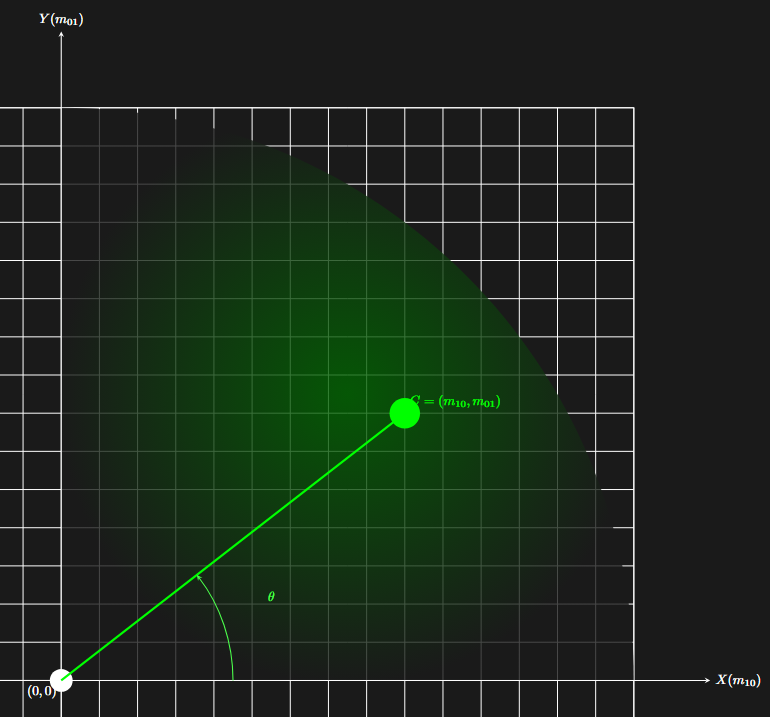 Y(m₀₁)
C = (m₁₀, m₀₁)
θ
(0, 0)
X(m₁₀)